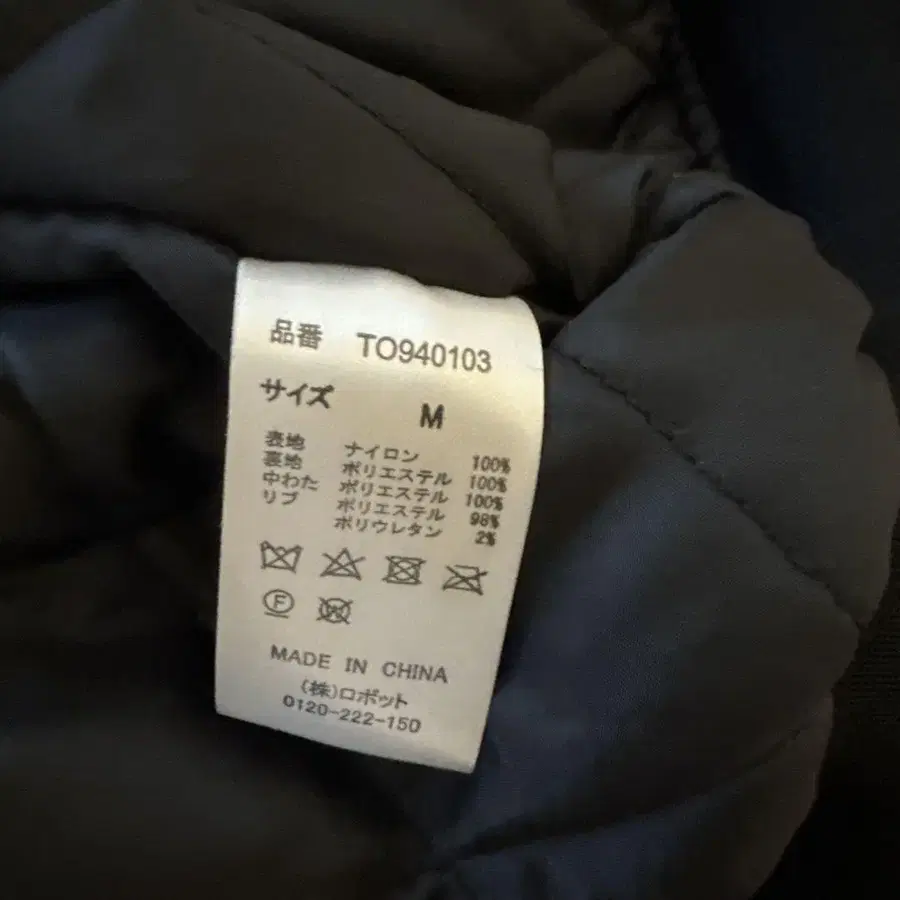 品番 TO940103
サイズ M
表地 ナイロン 100%
裏地 ポリエステル 100%
中わた ポリエステル 100%
リブ ポリエステル 98%
ポリウレタン 2%
F W
MADE IN CHINA
(株)ロボット
0120-222-150